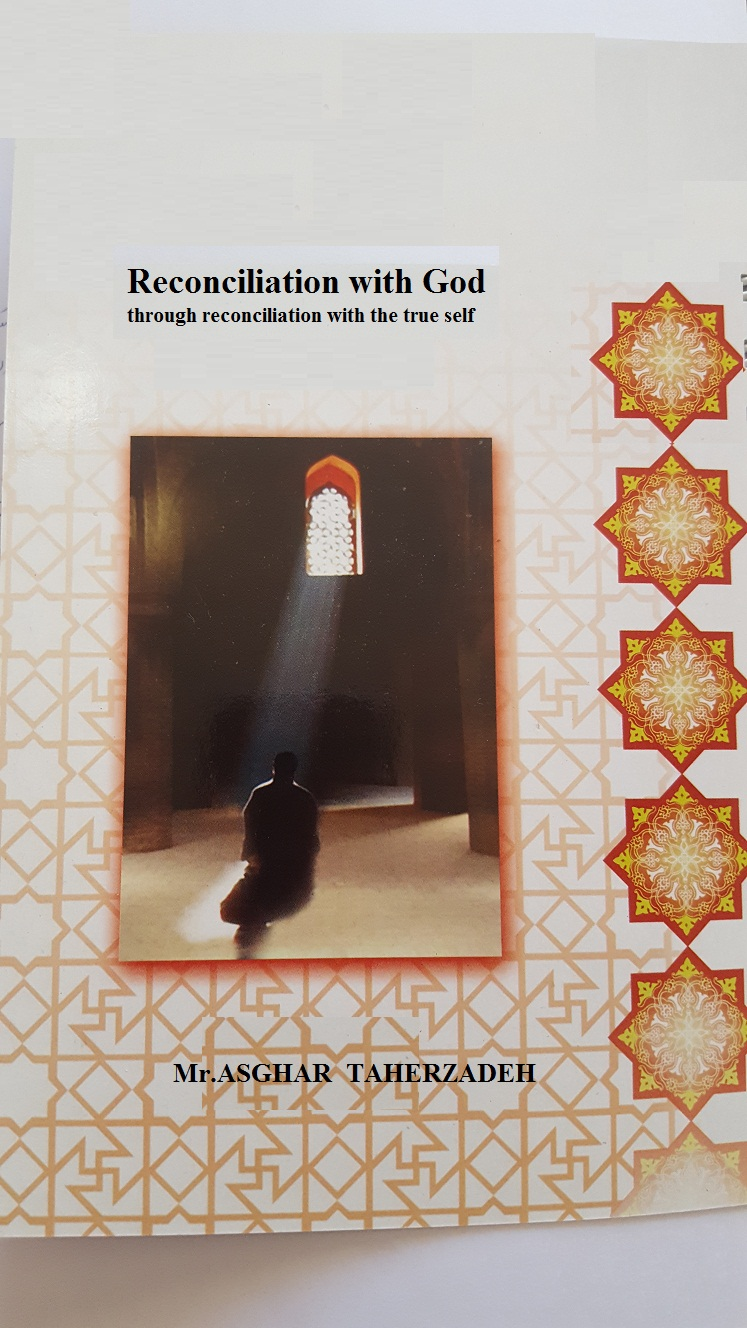 Reconciliation with God
through reconciliation with the true self
Mr.ASGHAR TAHERZADEH